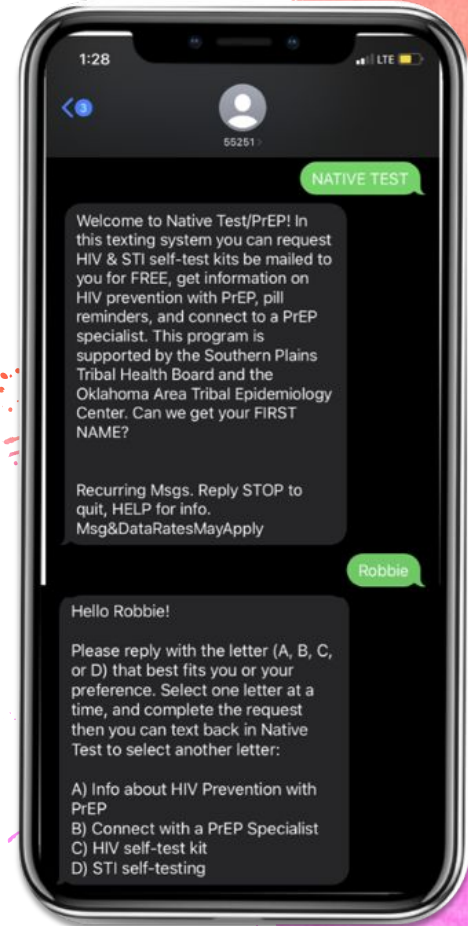 1:28
LTE
3
55251 >
NATIVE TEST
Welcome to Native Test/PrEP! In
this texting system you can request
HIV & STI self-test kits be mailed to
you for FREE, get information on
HIV prevention with PrEP, pill
reminders, and connect to a PrEP
specialist. This program is
supported by the Southern Plains
Tribal Health Board and the
Oklahoma Area Tribal Epidemiology
Center. Can we get your FIRST
NAME?
Recurring Msgs. Reply STOP to
quit, HELP for info.
Msg&DataRatesMayApply
Robbie
Hello Robbie!
Please reply with the letter (A, B, C,
or D) that best fits you or your
preference. Select one letter at a
time, and complete the request
then you can text back in Native
Test to select another letter:
A) Info about HIV Prevention with
PrEP
B) Connect with a PrEP Specialist
C) HIV self-test kit
D) STI self-testing